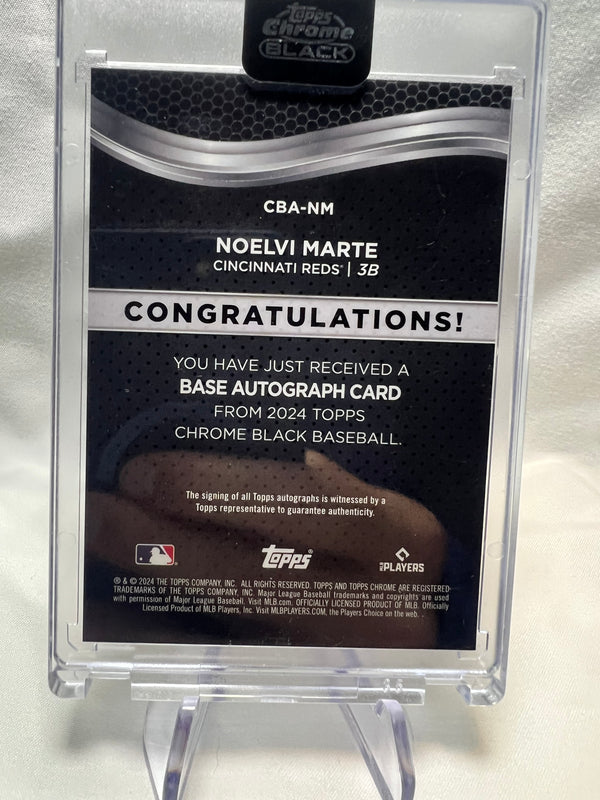 Topps
Chrome
BLACK
CBA-NM
NOELVI MARTE
CINCINNATI REDS® | 3B
CONGRATULATIONS!
YOU HAVE JUST RECEIVED A
BASE AUTOGRAPH CARD
FROM 2024 TOPPS
CHROME BLACK BASEBALL.
The signing of all Topps autographs is witnessed by a
Topps representative to guarantee authenticity.
Topps®
MLB PLAYERS
® & © 2024 THE TOPPS COMPANY, INC. ALL RIGHTS RESERVED. TOPPS AND TOPPS CHROME ARE REGISTERED
TRADEMARKS OF THE TOPPS COMPANY, INC. Major League Baseball trademarks and copyrights are used
with permission of Major League Baseball. Visit MLB.com. OFFICIALLY LICENSED PRODUCT OF MLB. Officially
Licensed Product of MLB Players, Inc. Visit MLBPLAYERS.COM, the Players Choice on the web.